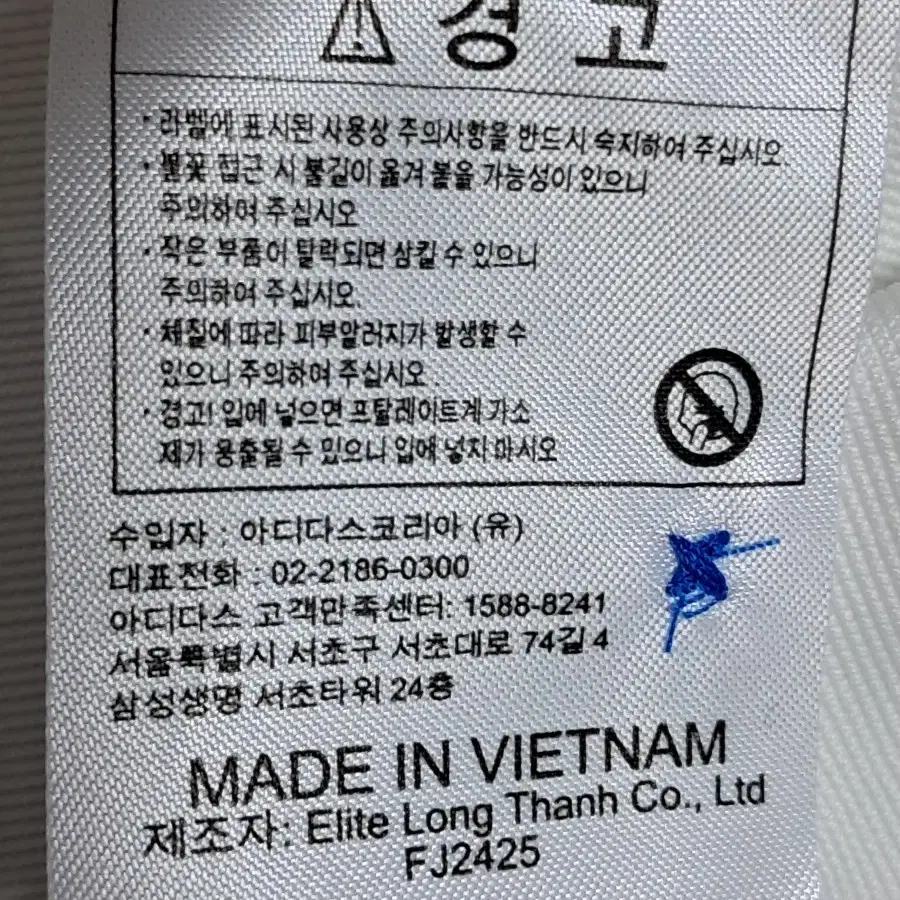 경고
· 라벨에 표시된 사용상 주의사항을 반드시 숙지하여 주십시오.
· 불꽃 접근 시 불길이 옮겨 붙을 가능성이 있으니
주의하여 주십시오
· 작은 부품이 탈락되면 삼킬 수 있으니
주의하여 주십시오.
· 체질에 따라 피부알러지가 발생할 수
있으니 주의하여 주십시오.
· 경고! 입에 넣으면 프탈레이트계 가소
제가 용출될 수 있으니 입에 넣지 마시오
수입자 : 아디다스코리아 (유)
대표전화 : 02-2186-0300
아디다스 고객만족센터: 1588-8241
서울특별시 서초구 서초대로 74길 4
삼성생명 서초타워 24층
MADE IN VIETNAM
제조자: Elite Long Thanh Co., Ltd
FJ2425